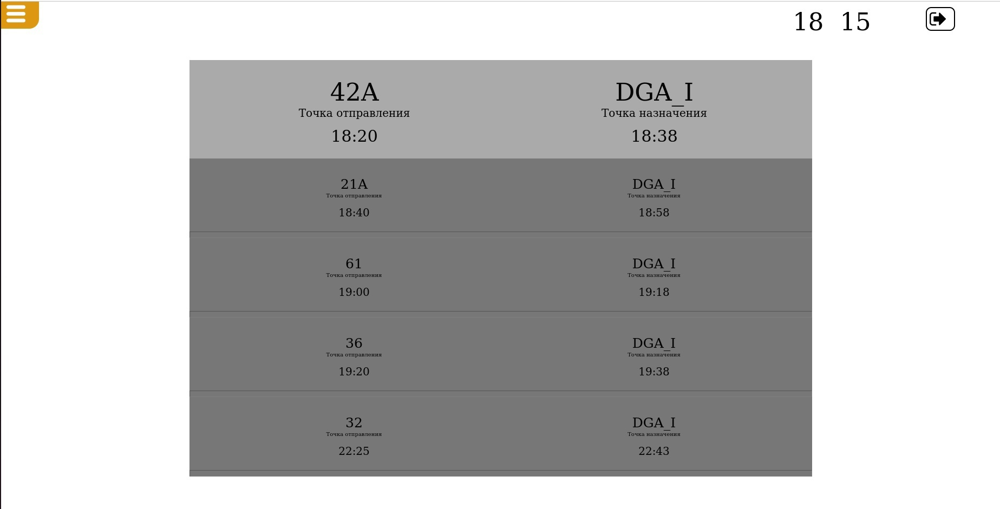 18 15
42A DGA_I
Точка отправления Точка назначения
18:20 18:38
21A DGA_I
Точка отправления Точка назначения
18:40 18:58
61 DGA_I
Точка отправления Точка назначения
19:00 19:18
36 DGA_I
Точка отправления Точка назначения
19:20 19:38
32 DGA_I
Точка отправления Точка назначения
22:25 22:43